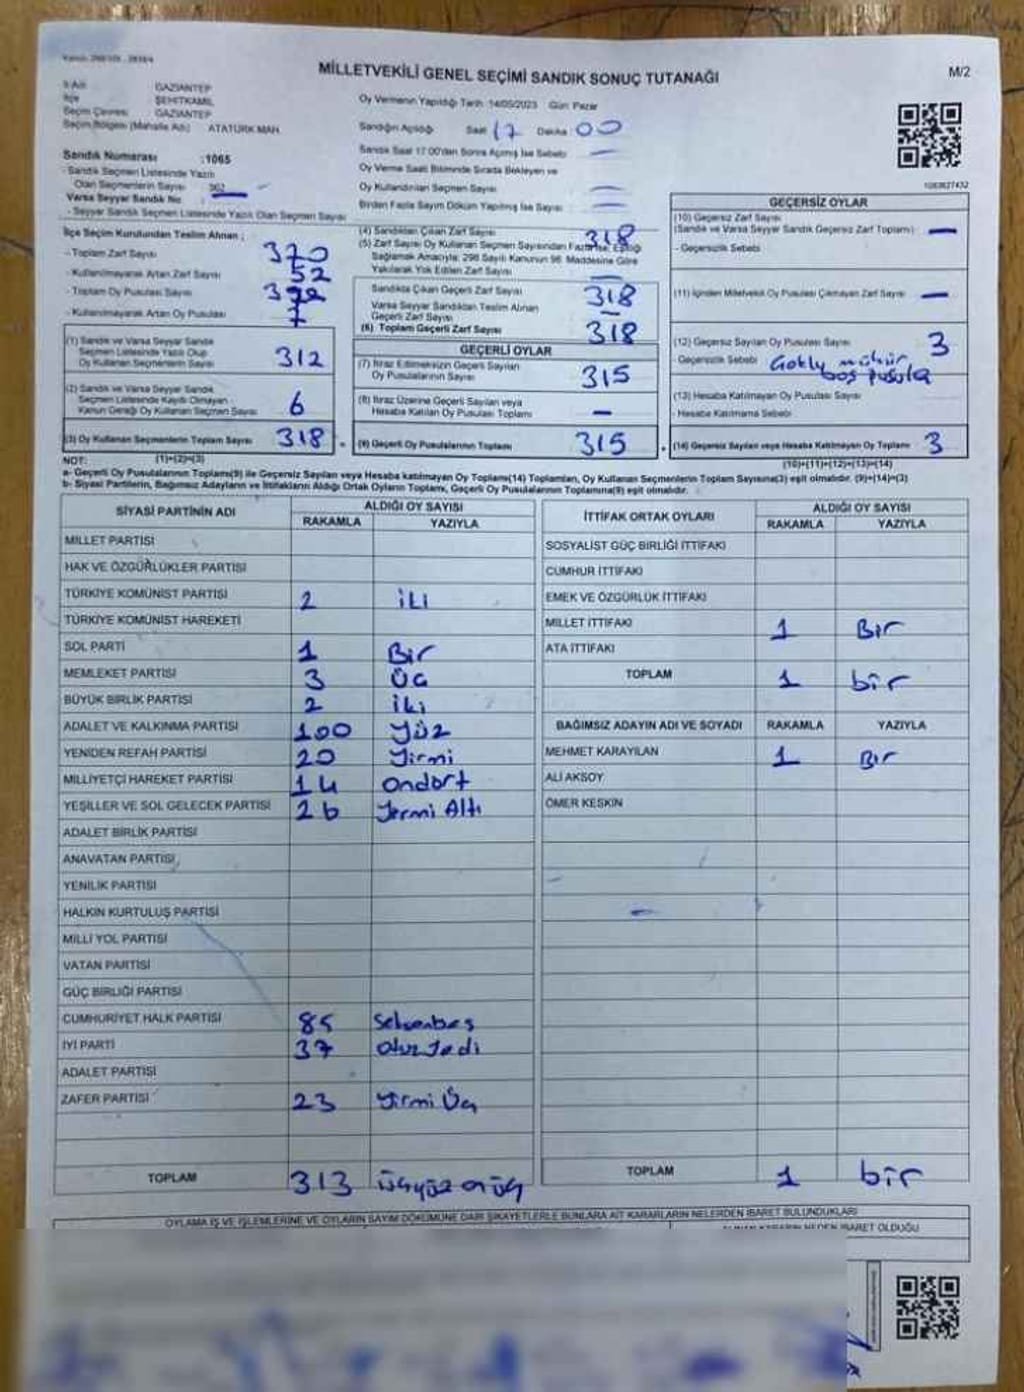 MİLLETVEKİLİ GENEL SEÇİMİ SANDIK SONUÇ TUTANAĞI
M/2
İlçe
GAZİANTEP
ŞEHİTKAMİL
Seçim Çevresi
GAZİANTEP
Seçim Bölgesi (Mahalle Adı) ATATÜRK MAH.
Sandık Numarası :1065
Sandık Seçmen Listesinde Yazılı
Olan Seçmenlerin Sayısı
Varsa Seyyar Sandık No
- Seyyar Sandık Seçmen Listesinde Yazılı Olan Seçmen Sayısı
Oy Vermenin Yapıldığı Tarih: 14/05/2023 Gün: Pazar
Sandığın Açıldığı Saat 17 Dakika: 00
Sandık Saat 17:00'dan Sonra Açılmış İse Sebebi
Oy Verme Saati Bitiminde Sırada Bekleyen ve
Oy Kullandırılan Seçmen Sayısı
Birden Fazla Sayım Döküm Yapılmış İse Sayısı
İlçe Seçim Kurulundan Teslim Alınan ;
- Toplam Zarf Sayısı 370
- Kullanılmayarak Artan Zarf Sayısı 52
- Toplam Oy Pusulası Sayısı
- Kullanılmayarak Artan Oy Pusulası
(1) Sandık ve Varsa Seyyar Sandık
Seçmen Listesinde Yazılı Olup
Oy Kullanan Seçmenlerin Sayısı 312
(2) Sandık ve Varsa Seyyar Sandık
Seçmen Listesinde Kayıtlı Olmayan
Kanun Gereği Oy Kullanan Seçmen Sayısı 6
(3) Oy Kullanan Seçmenlerin Toplam Sayısı 318
(1)+(2)=(3)
(4) Sandıktan Çıkan Zarf Sayısı 318
(5) Zarf Sayısı Oy Kullanan Seçmen Sayısından Fazla İse, Eşitliği
Sağlamak Amacıyla; 298 Sayılı Kanunun 98. Maddesine Göre
Yakılarak Yok Edilen Zarf Sayısı
Sandıkta Çıkan Geçerli Zarf Sayısı 318
Varsa Seyyar Sandıktan Teslim Alınan
Geçerli Zarf Sayısı
(6) Toplam Geçerli Zarf Sayısı 318
GEÇERLİ OYLAR
(7) İtiraz Edilmeksizin Geçerli Sayılan
Oy Pusulalarının Sayısı 315
(8) İtiraz Üzerine Geçerli Sayılan veya
Hesaba Katılan Oy Pusulası Toplamı –
(9) Geçerli Oy Pusulalarının Toplamı 315
1083627432
GEÇERSİZ OYLAR
(10) Geçersiz Zarf Sayısı
(Sandık ve Varsa Seyyar Sandık Geçersiz Zarf Toplamı) –
- Geçersizlik Sebebi
(11) İçinden Milletvekili Oy Pusulası Çıkmayan Zarf Sayısı –
(12) Geçersiz Sayılan Oy Pusulası Sayısı 3
Geçersizlik Sebebi mühür
boş pusula
(13) Hesaba Katılmayan Oy Pusulası Sayısı
- Hesaba Katılmama Sebebi
(14) Geçersiz Sayılan veya Hesaba Katılmayan Oy Toplamı 3
(10)+(11)+(12)+(13)=(14)
NOT:
a- Geçerli Oy Pusulalarının Toplamı(9) ile Geçersiz Sayılan veya Hesaba katılmayan Oy Toplamı(14) Toplamları, Oy Kullanan Seçmenlerin Toplam Sayısına(3) eşit olmalıdır. (9)+(14)=(3)
b- Siyasi Partilerin, Bağımsız Adayların ve İttifakların Aldığı Ortak Oyların Toplamı, Geçerli Oy Pusulalarının Toplamına(9) eşit olmalıdır.
SİYASİ PARTİNİN ADI
ALDIĞI OY SAYISI
RAKAMLA YAZIYLA
MİLLET PARTİSİ
HAK VE ÖZGÜRLÜKLER PARTİSİ
TÜRKİYE KOMÜNİST PARTİSİ 2 iki
TÜRKİYE KOMÜNİST HAREKETİ
SOL PARTİ 1 Bir
MEMLEKET PARTİSİ 3 Üç
BÜYÜK BİRLİK PARTİSİ 2 iki
ADALET VE KALKINMA PARTİSİ 100 Yüz
YENİDEN REFAH PARTİSİ 20 Yirmi
MİLLİYETÇİ HAREKET PARTİSİ 14 ondört
YEŞİLLER VE SOL GELECEK PARTİSİ 26 Yermi Altı
ADALET BİRLİK PARTİSİ
ANAVATAN PARTİSİ
YENİLİK PARTİSİ
HALKIN KURTULUŞ PARTİSİ
MİLLİ YOL PARTİSİ
VATAN PARTİSİ
GÜÇ BİRLİĞİ PARTİSİ
CUMHURİYET HALK PARTİSİ 85 Seksenbeş
İYİ PARTİ 37 otuz Yedi
ADALET PARTİSİ
ZAFER PARTİSİ 23 Yirmi Üç
TOPLAM 313 üçyüz onüç
İTTİFAK ORTAK OYLARI
ALDIĞI OY SAYISI
RAKAMLA YAZIYLA
SOSYALİST GÜÇ BİRLİĞİ İTTİFAKI
CUMHUR İTTİFAKI
EMEK VE ÖZGÜRLÜK İTTİFAKI
MİLLET İTTİFAKI 1 Bir
ATA İTTİFAKI
TOPLAM 1 bir
BAĞIMSIZ ADAYIN ADI VE SOYADI RAKAMLA YAZIYLA
MEHMET KARAYILAN 1 Bir
ALİ AKSOY
ÖMER KESKİN
TOPLAM 1 bir
OYLAMA İŞ VE İŞLEMLERİNE VE OYLARIN SAYIM DÖKÜMÜNE DAİR ŞİKAYETLERLE BUNLARA AİT KARARLARIN NELERDEN İBARET BULUNDUKLARI
ALINAN KARARIN NEDEN İBARET OLDUĞU